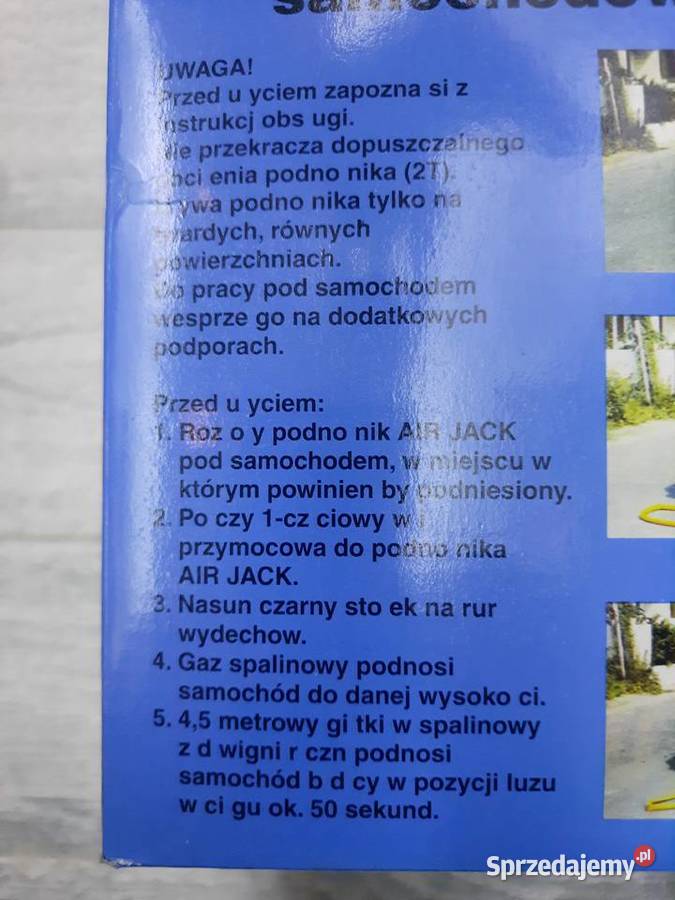 UWAGA!
Przed u yciem zapozna si z
instrukcj obs ugi.
Nie przekracza dopuszczalnego
obci enia podno nika (2T).
U ywa podno nika tylko na
twardych, równych
powierzchniach.
Do pracy pod samochodem
wesprze go na dodatkowych
podporach.
Przed u yciem:
1. Roz o y podno nik AIR JACK
pod samochodem, w miejscu w
którym powinien by podniesiony.
2. Po czy 1-cz ciowy w i
przymocowa do podno nika
AIR JACK.
3. Nasun czarny sto ek na rur
wydechow.
4. Gaz spalinowy podnosi
samochód do danej wysoko ci.
5. 4,5 metrowy gi tki w spalinowy
z d wigni r czn podnosi
samochód b d cy w pozycji luzu
w ci gu ok. 50 sekund.
Sprzedajemy.pl